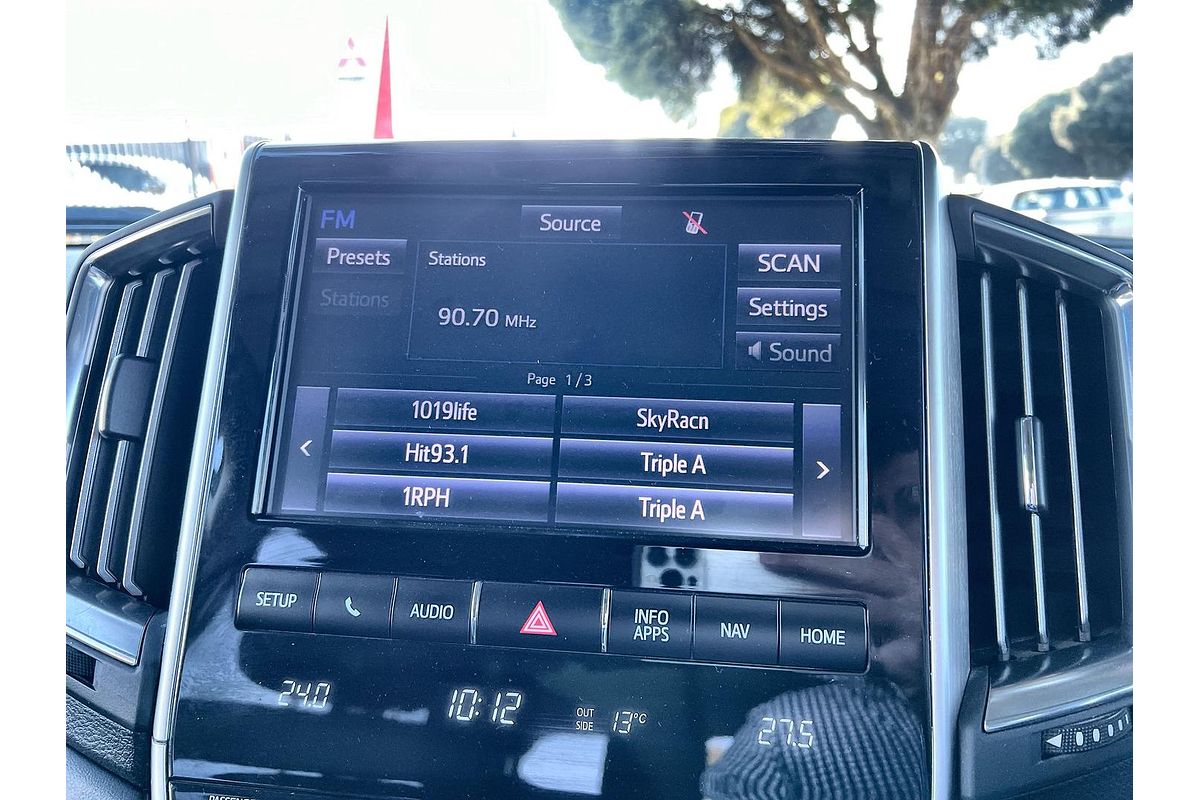 FM
Source
Presets
Stations
SCAN
Stations
Settings
90.70 MHz
Sound
Page 1/3
1019life
SkyRacn
Hit93.1
Triple A
1RPH
Triple A
SETUP
AUDIO
INFO
APPS
NAV
HOME
24.0
10:12
OUT
SIDE
13°C
27.5